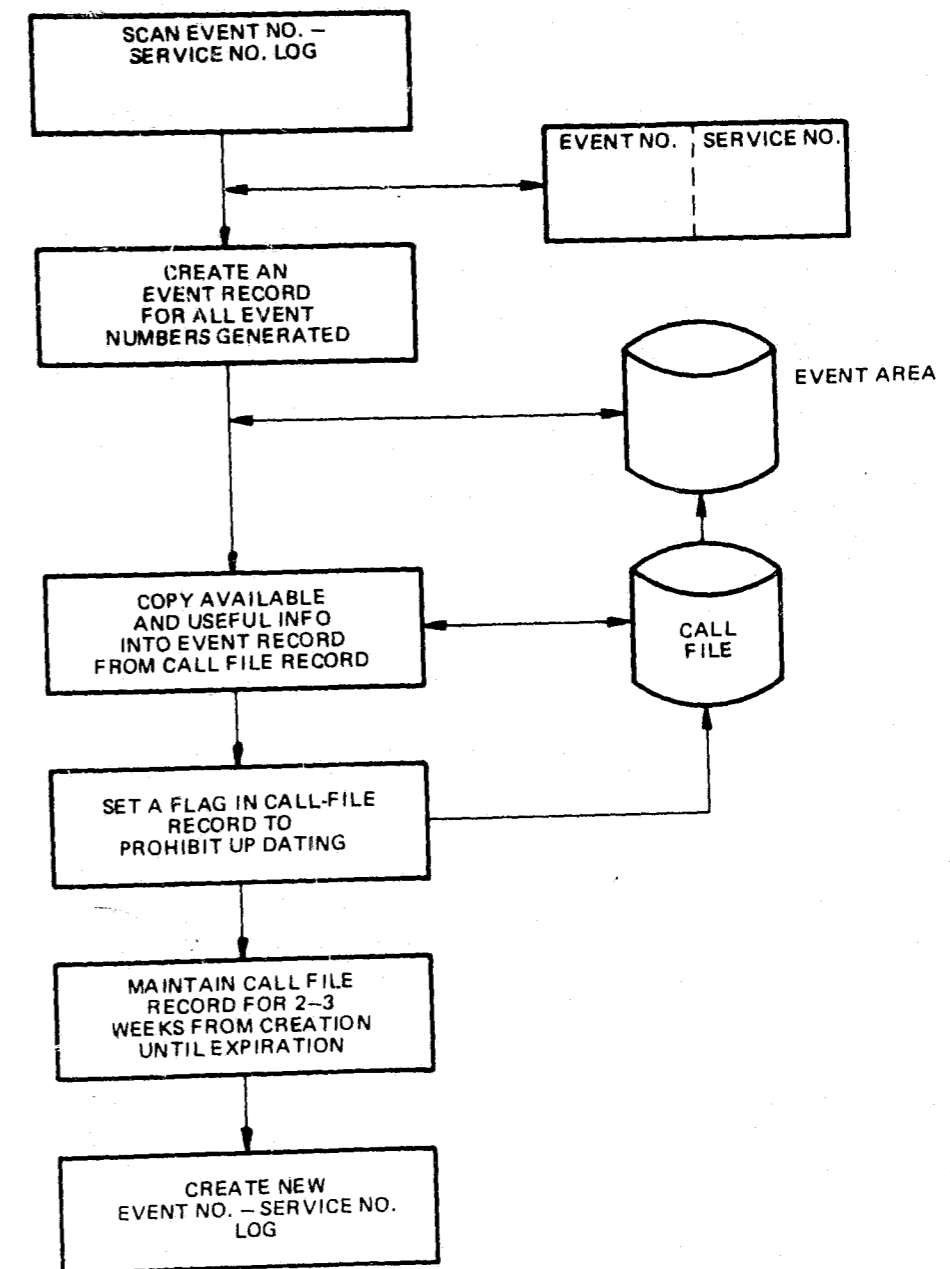 SCAN EVENT NO. –
SERVICE NO. LOG
EVENT NO.
SERVICE NO.
CREATE AN
EVENT RECORD
FOR ALL EVENT
NUMBERS GENERATED
EVENT AREA
COPY AVAILABLE
AND USEFUL INFO
INTO EVENT RECORD
FROM CALL FILE RECORD
CALL
FILE
SET A FLAG IN CALL-FILE
RECORD TO
PROHIBIT UP DATING
MAINTAIN CALL FILE
RECORD FOR 2–3
WEEKS FROM CREATION
UNTIL EXPIRATION
CREATE NEW
EVENT NO. – SERVICE NO.
LOG